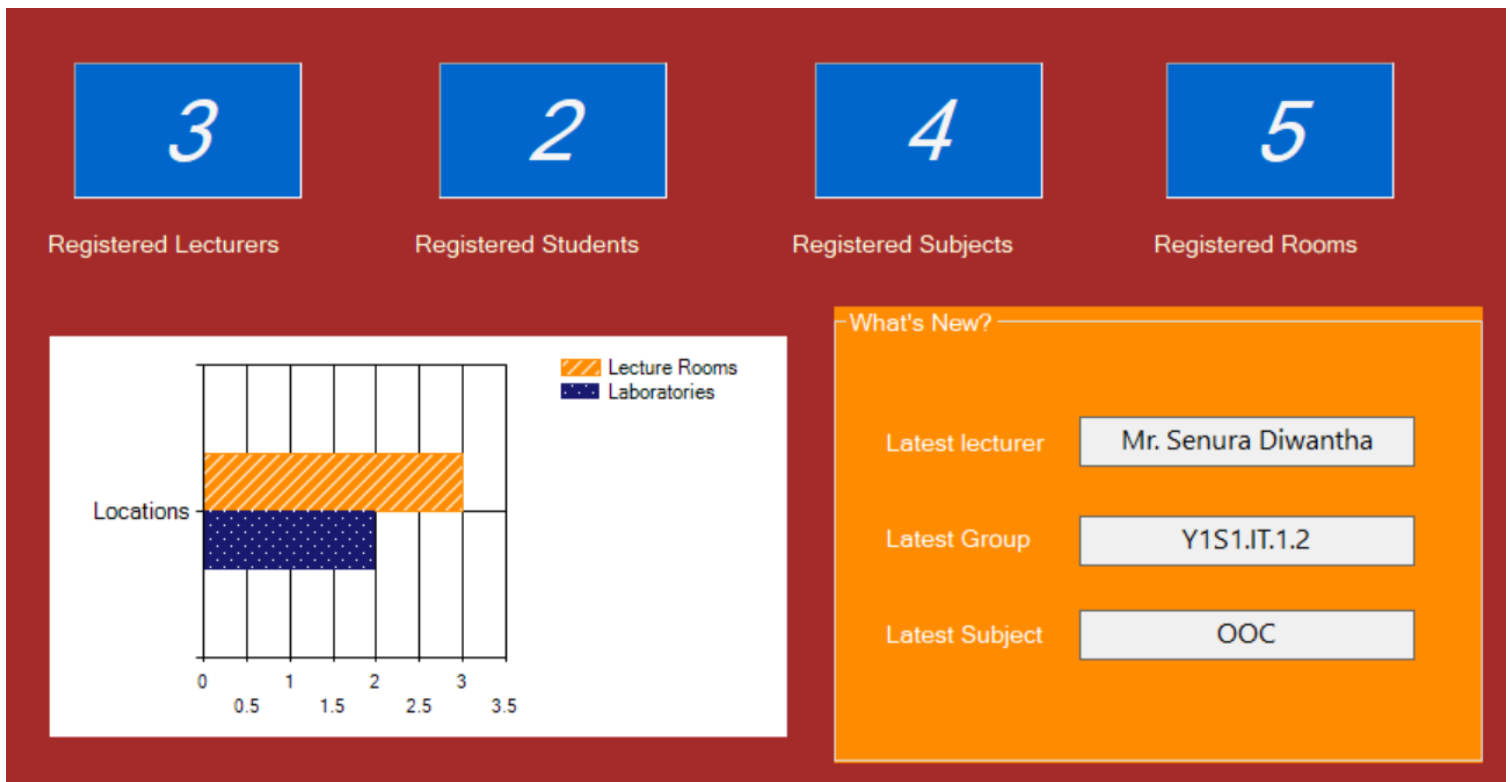 3
2
4
5
Registered Lecturers
Registered Students
Registered Subjects
Registered Rooms
Lecture Rooms
Laboratories
Locations
0
1
2
3
0.5
1.5
2.5
3.5
What's New?
Latest lecturer
Mr. Senura Diwantha
Latest Group
Y1S1.IT.1.2
Latest Subject
OOC